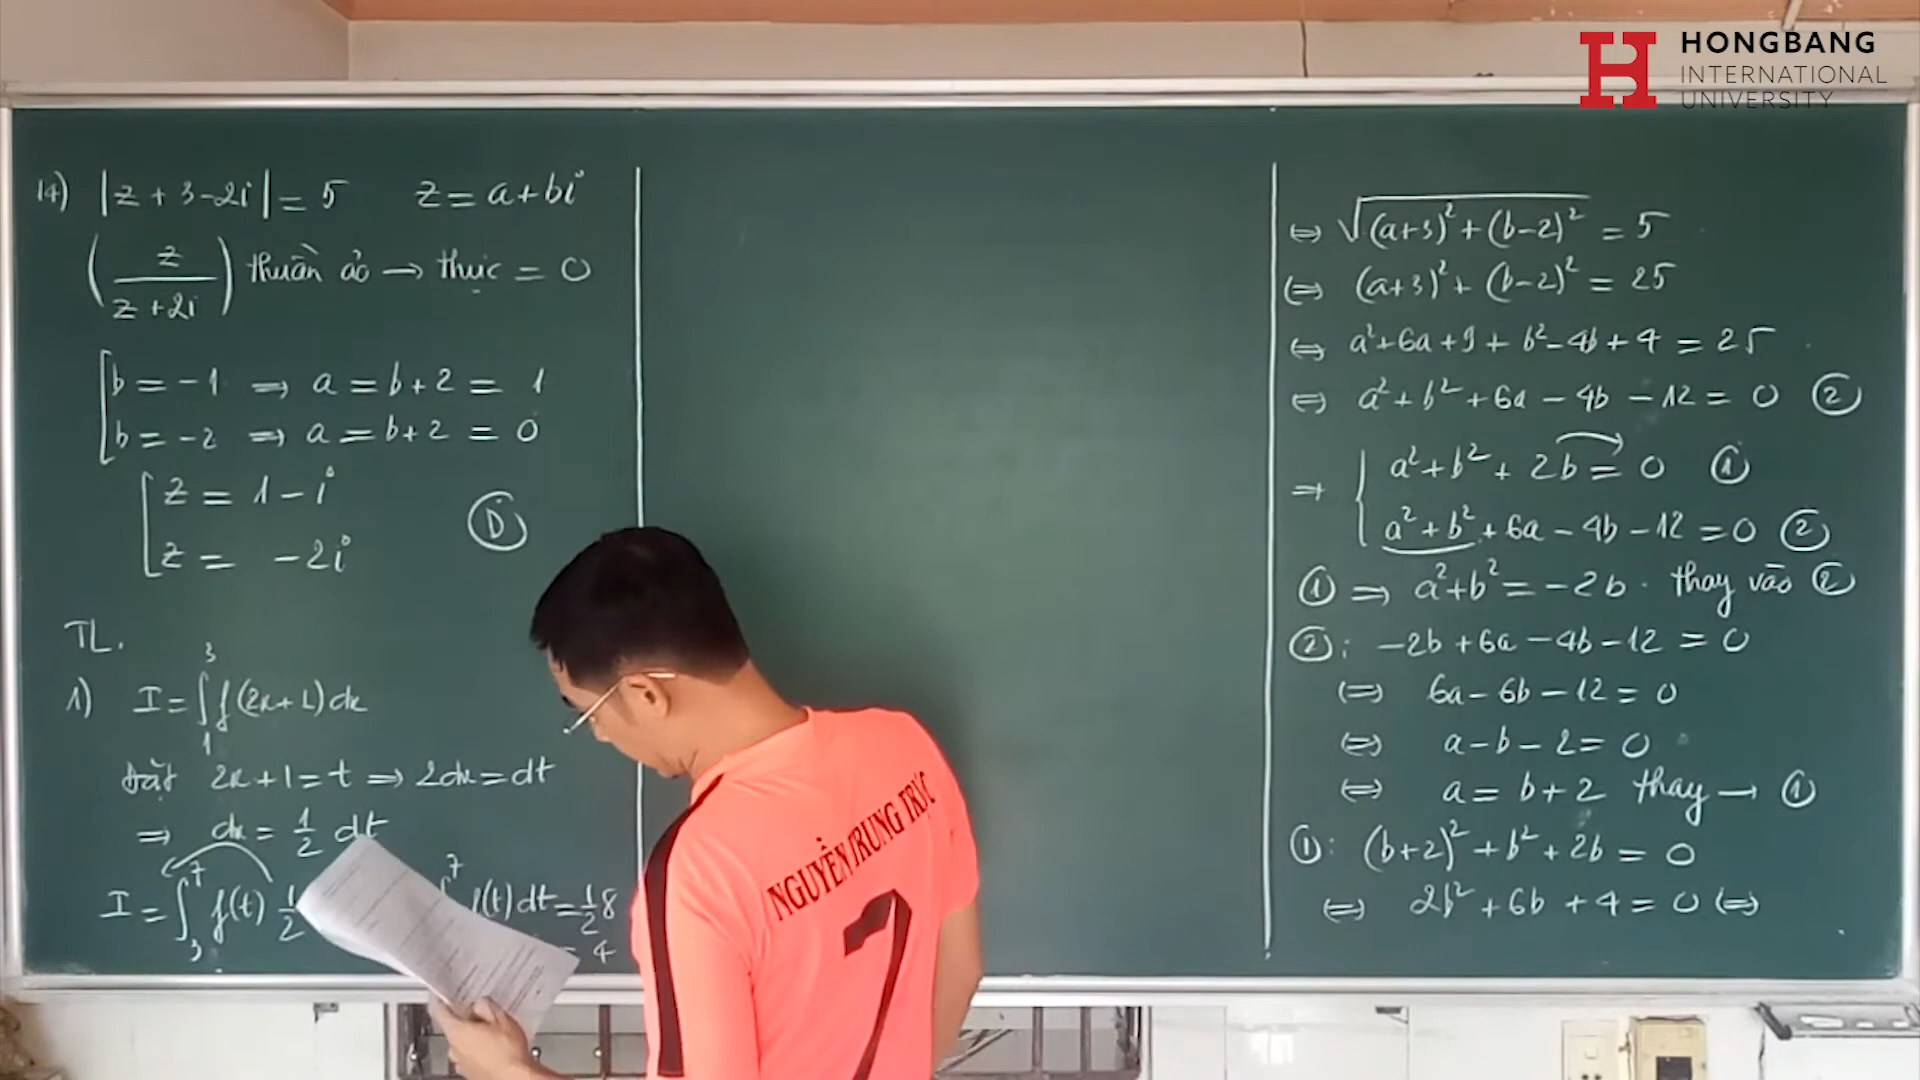 HONGBANG
INTERNATIONAL
UNIVERSITY
14) |z + 3 - 2i| = 5 z = a + bi
(z / (z + 2i)) thuần ảo → thực = 0
[ b = -1 ⇒ a = b + 2 = 1
[ b = -2 ⇒ a = b + 2 = 0
[ z = 1 - i
[ z = -2i
D
TL.
1) I = ∫₁³ f(2x + 1) dx
Đặt 2x + 1 = t ⇒ 2dx = dt
⇒ dx = 1/2 dt
I = ∫₃⁷ f(t) 1/2
7 f(t) dt = 1/2 8
= 4
⇔ √((a+3)² + (b-2)²) = 5
⇔ (a+3)² + (b-2)² = 25
⇔ a² + 6a + 9 + b² - 4b + 4 = 25
⇔ a² + b² + 6a - 4b - 12 = 0 ②
⇒ { a² + b² + 2b = 0 ①
{ a² + b² + 6a - 4b - 12 = 0 ②
① ⇒ a² + b² = -2b. thay vào ②
②: -2b + 6a - 4b - 12 = 0
⇔ 6a - 6b - 12 = 0
⇔ a - b - 2 = 0
⇔ a = b + 2 thay → ①
①: (b+2)² + b² + 2b = 0
⇔ 2b² + 6b + 4 = 0 ⇔
NGUYỄN TRUNG TRỰC
7